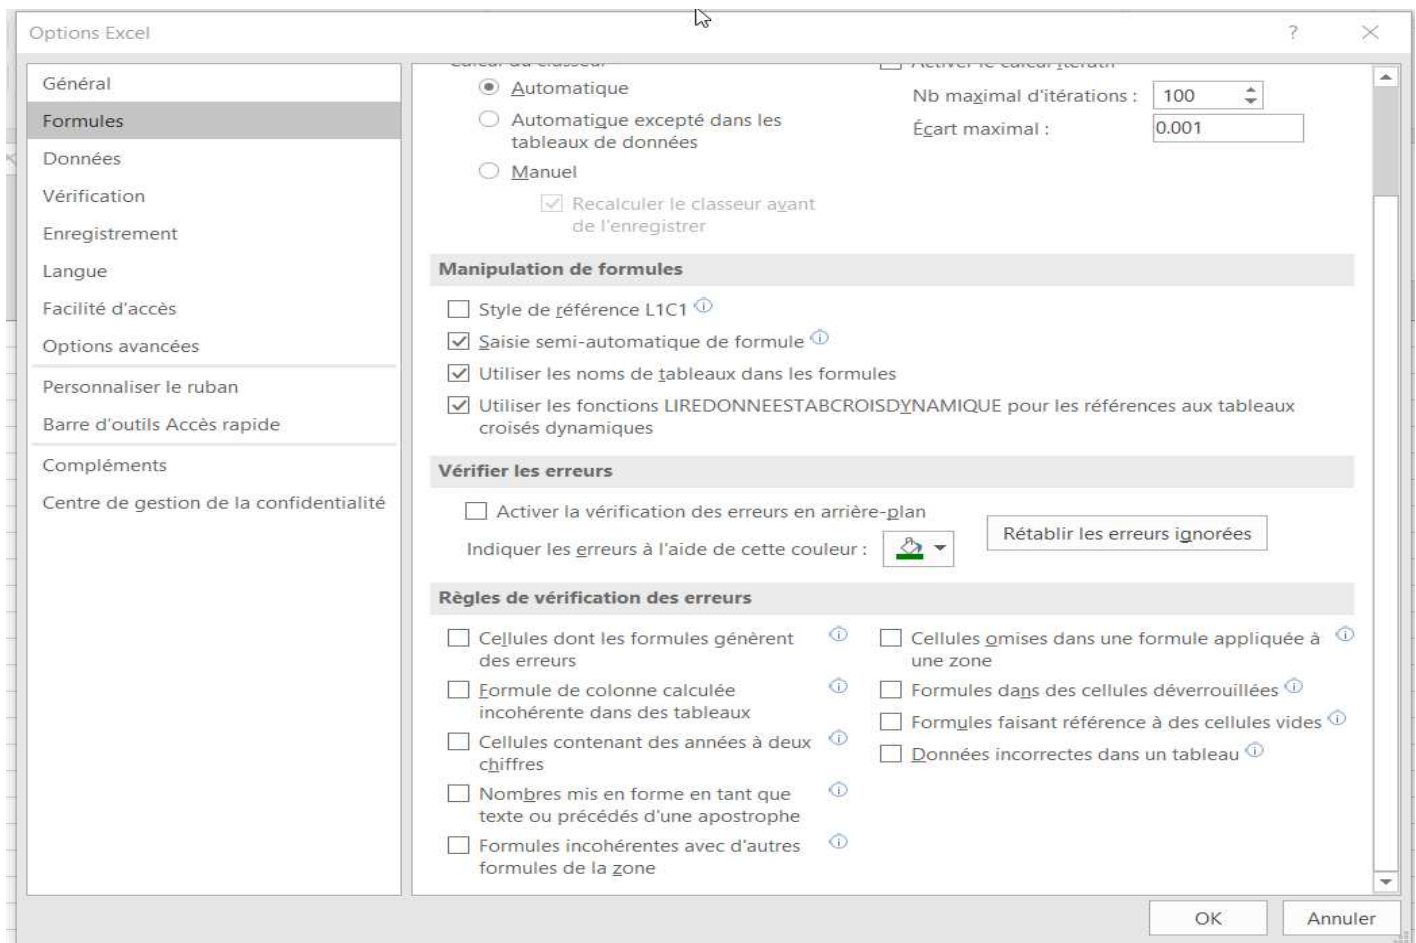 Options Excel
Général
Formules
Données
Vérification
Enregistrement
Langue
Facilité d'accès
Options avancées
Personnaliser le ruban
Barre d'outils Accès rapide
Compléments
Centre de gestion de la confidentialité
Calcul du classeur
Automatique
Automatique excepté dans les
tableaux de données
Manuel
Recalculer le classeur avant
de l'enregistrer
Activer le calcul itératif
Nb maximal d'itérations : 100
Écart maximal : 0.001
Manipulation de formules
Style de référence L1C1
Saisie semi-automatique de formule
Utiliser les noms de tableaux dans les formules
Utiliser les fonctions LIREDONNEESTABCROISDYNAMIQUE pour les références aux tableaux
croisés dynamiques
Vérifier les erreurs
Activer la vérification des erreurs en arrière-plan
Indiquer les erreurs à l'aide de cette couleur :
Rétablir les erreurs ignorées
Règles de vérification des erreurs
Cellules dont les formules génèrent
des erreurs
Formule de colonne calculée
incohérente dans des tableaux
Cellules contenant des années à deux
chiffres
Nombres mis en forme en tant que
texte ou précédés d'une apostrophe
Formules incohérentes avec d'autres
formules de la zone
Cellules omises dans une formule appliquée à
une zone
Formules dans des cellules déverrouillées
Formules faisant référence à des cellules vides
Données incorrectes dans un tableau
OK
Annuler